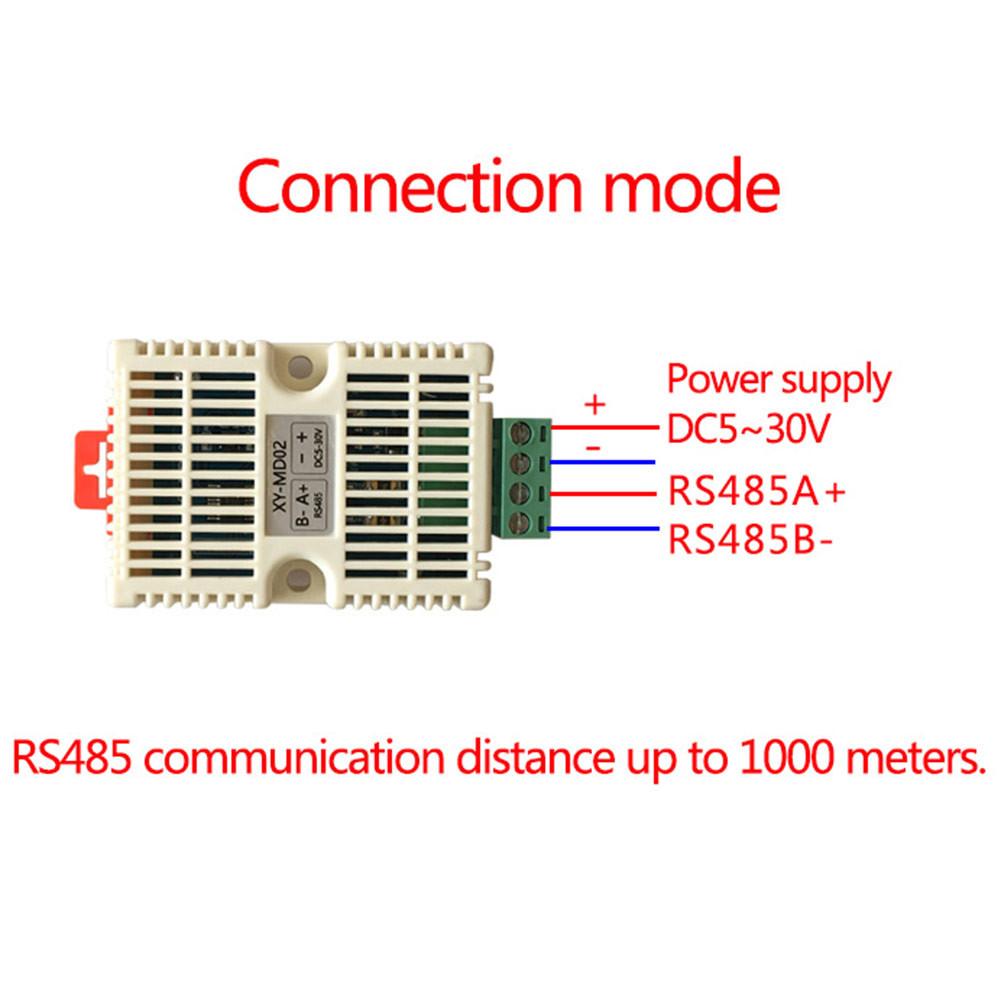 Connection mode
+
Power supply
DC5~30V
-
RS485A+
RS485B-
XY-MD02
- +
DC5-30V
B- A+
RS485
RS485 communication distance up to 1000 meters.